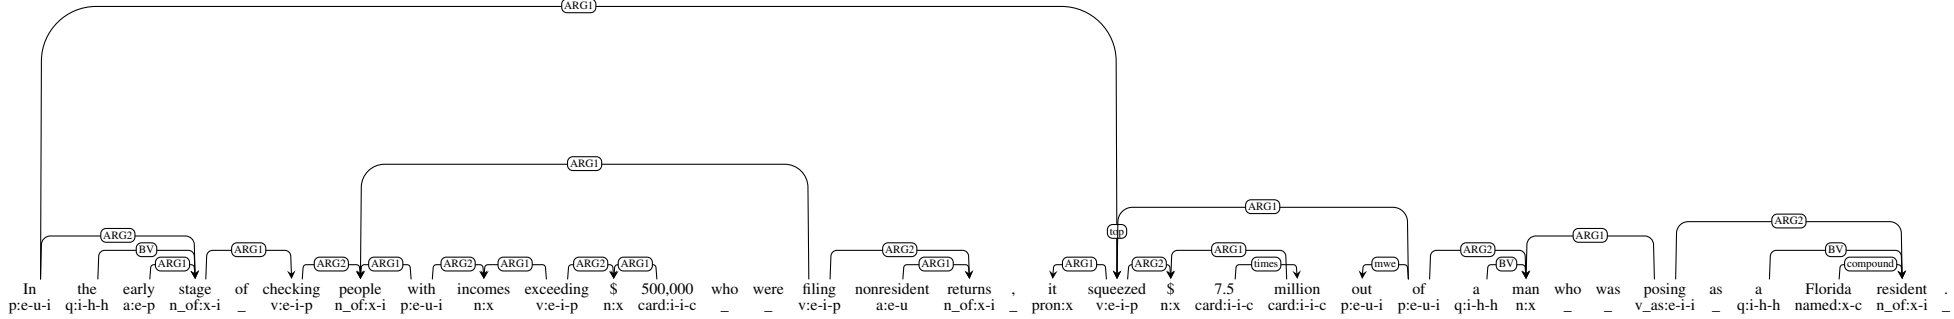 ARG1
ARG1
ARG1
top
ARG2
ARG2 BV ARG1 ARG2 ARG1 ARG1 ARG2 BV
ARG1 ARG2 ARG1 ARG2 ARG1 ARG2 ARG1 ARG1 ARG1 ARG2 times mwe BV compound
In the early stage of checking people with incomes exceeding $ 500,000 who were filing nonresident returns , it squeezed $ 7.5 million out of a man who was posing as a Florida resident .
p:e-u-i q:i-h-h a:e-p n_of:x-i _ v:e-i-p n_of:x-i p:e-u-i n:x v:e-i-p n:x card:i-i-c _ _ v:e-i-p a:e-u n_of:x-i _ pron:x v:e-i-p n:x card:i-i-c card:i-i-c p:e-u-i p:e-u-i q:i-h-h n:x _ _ v_as:e-i-i _ q:i-h-h named:x-c n_of:x-i _